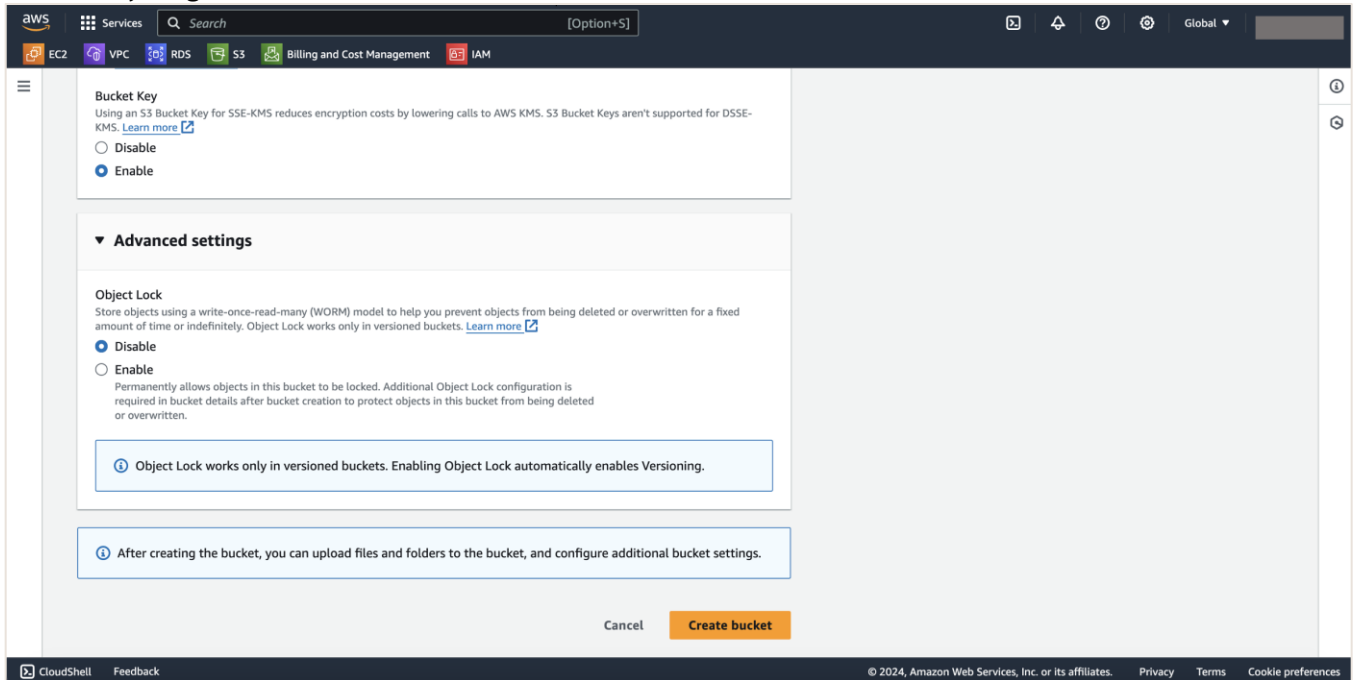 aws Services Search [Option+S] Global ▼
EC2 VPC RDS S3 Billing and Cost Management IAM
Bucket Key
Using an S3 Bucket Key for SSE-KMS reduces encryption costs by lowering calls to AWS KMS. S3 Bucket Keys aren't supported for DSSE-
KMS. Learn more
Disable
Enable
▼ Advanced settings
Object Lock
Store objects using a write-once-read-many (WORM) model to help you prevent objects from being deleted or overwritten for a fixed
amount of time or indefinitely. Object Lock works only in versioned buckets. Learn more
Disable
Enable
Permanently allows objects in this bucket to be locked. Additional Object Lock configuration is
required in bucket details after bucket creation to protect objects in this bucket from being deleted
or overwritten.
Object Lock works only in versioned buckets. Enabling Object Lock automatically enables Versioning.
After creating the bucket, you can upload files and folders to the bucket, and configure additional bucket settings.
Cancel Create bucket
CloudShell Feedback © 2024, Amazon Web Services, Inc. or its affiliates. Privacy Terms Cookie preferences